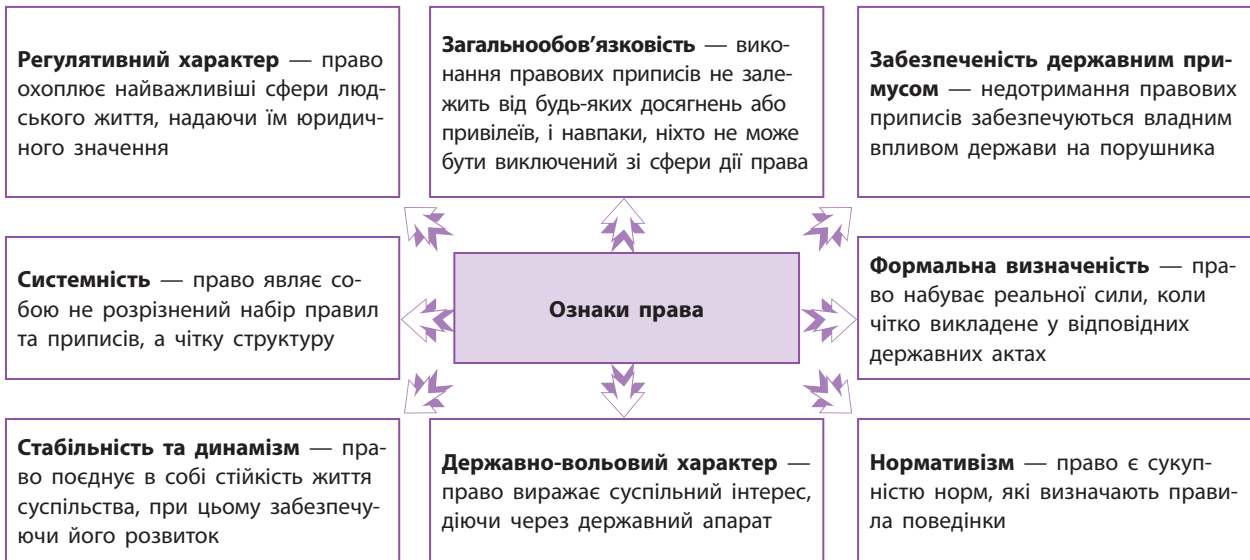 Регулятивний характер — право
охоплює найважливіші сфери люд-
ського життя, надаючи їм юридич-
ного значення
Загальнообов’язковість — вико-
нання правових приписів не зале-
жить від будь-яких досягнень або
привілеїв, і навпаки, ніхто не може
бути виключений зі сфери дії права
Забезпеченість державним при-
мусом — недотримання правових
приписів забезпечуються владним
впливом держави на порушника
Системність — право являє со-
бою не розрізнений набір правил
та приписів, а чітку структуру
Ознаки права
Формальна визначеність — пра-
во набуває реальної сили, коли
чітко викладене у відповідних
державних актах
Стабільність та динамізм — пра-
во поєднує в собі стійкість життя
суспільства, при цьому забезпечу-
ючи його розвиток
Державно-вольовий характер —
право виражає суспільний інтерес,
діючи через державний апарат
Нормативізм — право є сукуп-
ністю норм, які визначають прави-
ла поведінки